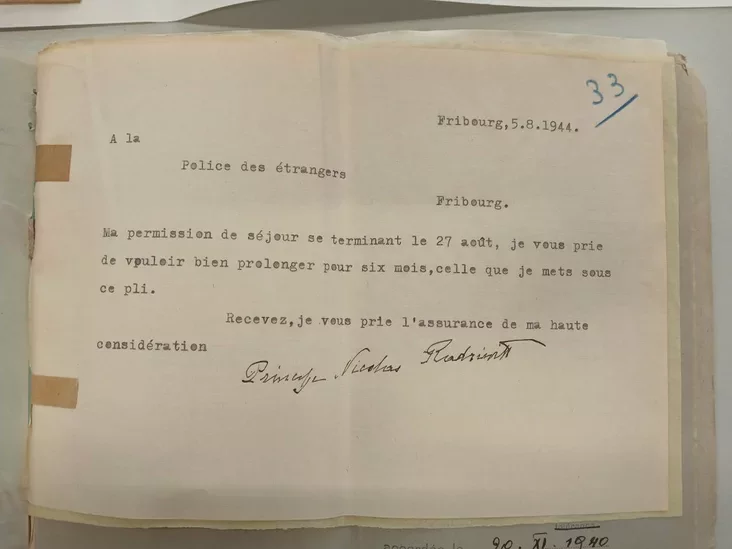 33
Fribourg,5.8.1944.
A la
Police des étrangers
Fribourg.
Ma permission de séjour se terminant le 27 août, je vous prie
de vouloir bien prolonger pour six mois,celle que je mets sous
ce pli.
Recevez,je vous prie l'assurance de ma haute
considération
Nicolas
20. XI. 1940